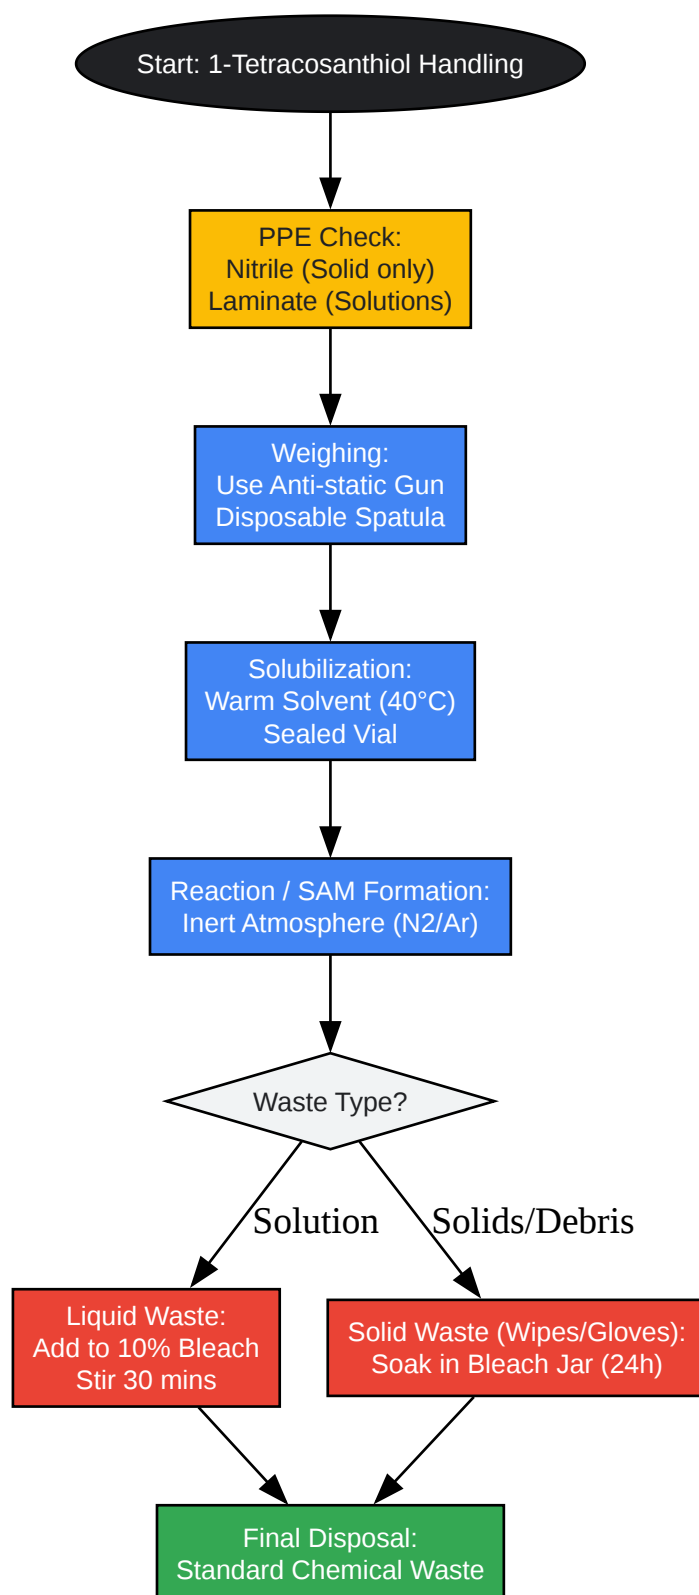 Start: 1-Tetracosanthiol Handling
PPE Check:
Nitrile (Solid only)
Laminate (Solutions)
Weighing:
Use Anti-static Gun
Disposable Spatula
Solubilization:
Warm Solvent (40°C)
Sealed Vial
Reaction / SAM Formation:
Inert Atmosphere (N2/Ar)
Waste Type?
Solution
Solids/Debris
Liquid Waste:
Add to 10% Bleach
Stir 30 mins
Solid Waste (Wipes/Gloves):
Soak in Bleach Jar (24h)
Final Disposal:
Standard Chemical Waste